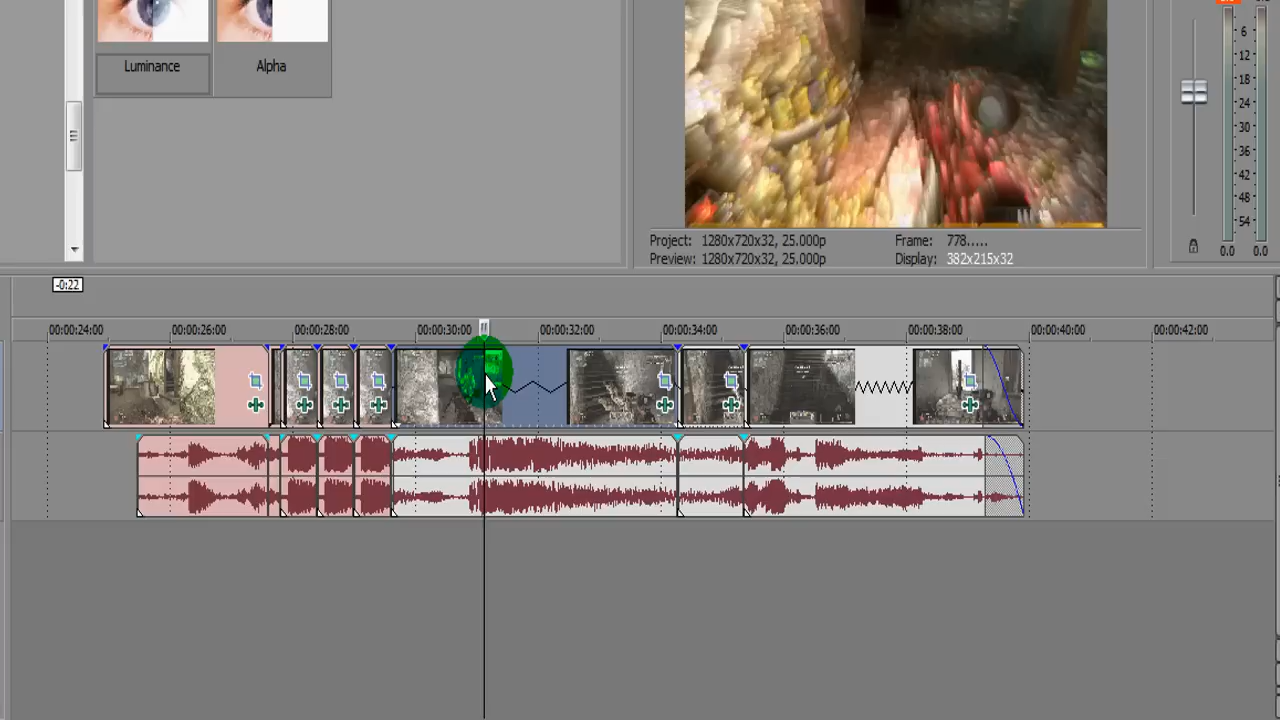 6
12
18
24
30
36
42
48
54
0.0 0.0
Luminance Alpha
Project: 1280x720x32, 25.000p Frame: 778.....
Preview: 1280x720x32, 25.000p Display: 382x215x32
-0:22
00:00:24:00 00:00:26:00 00:00:28:00 00:00:30:00 00:00:32:00 00:00:34:00 00:00:36:00 00:00:38:00 00:00:40:00 00:00:42:00